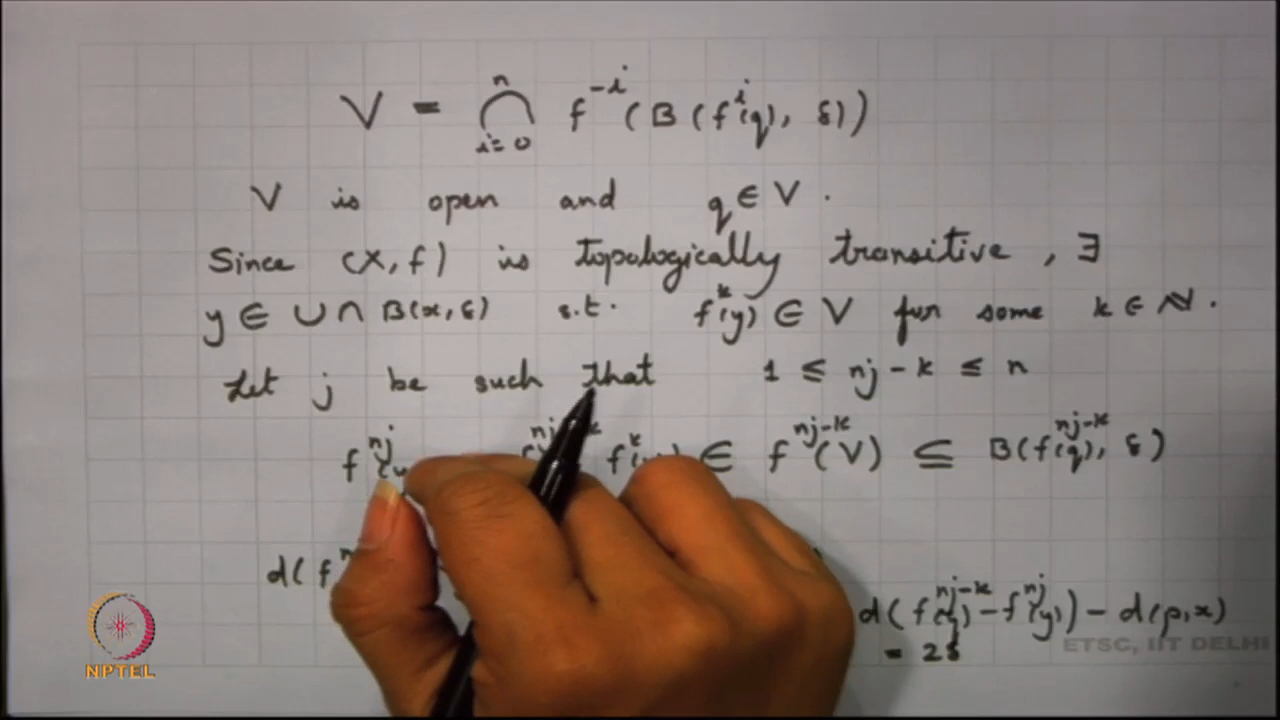 V = ⋂_{i=0}^{n} f^{-i}(B(f^i(q), δ))
V is open and q ∈ V.
Since (X, f) is topologically transitive, ∃
y ∈ U ∩ B(x, δ) s.t. f^k(y) ∈ V for some k ∈ ℕ.
Let j be such that 1 ≤ nj-k ≤ n
f^{nj} f^k ∈ f^{nj-k}(V) ⊆ B(f^{nj-k}(q), δ)
d(f
d(f^{nj-k}(q) - f^{nj}(y)) - d(p,x)
= 2δ
ETSC, IIT DELHI
NPTEL